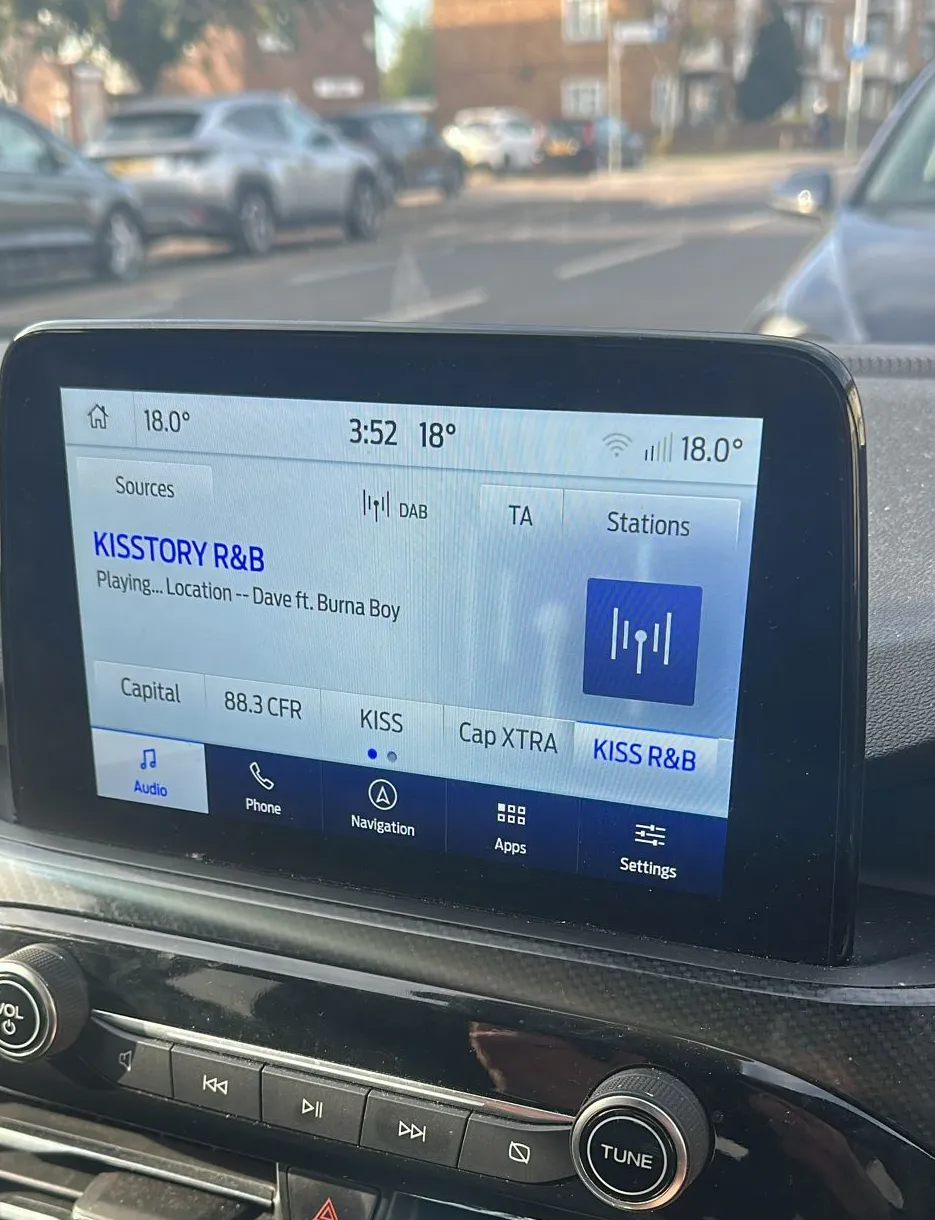 18.0° 3:52 18° 18.0°
Sources DAB TA Stations
KISSTORY R&B
Playing... Location -- Dave ft. Burna Boy
Capital 88.3 CFR KISS Cap XTRA KISS R&B
Audio Phone Navigation Apps Settings
VOL
TUNE